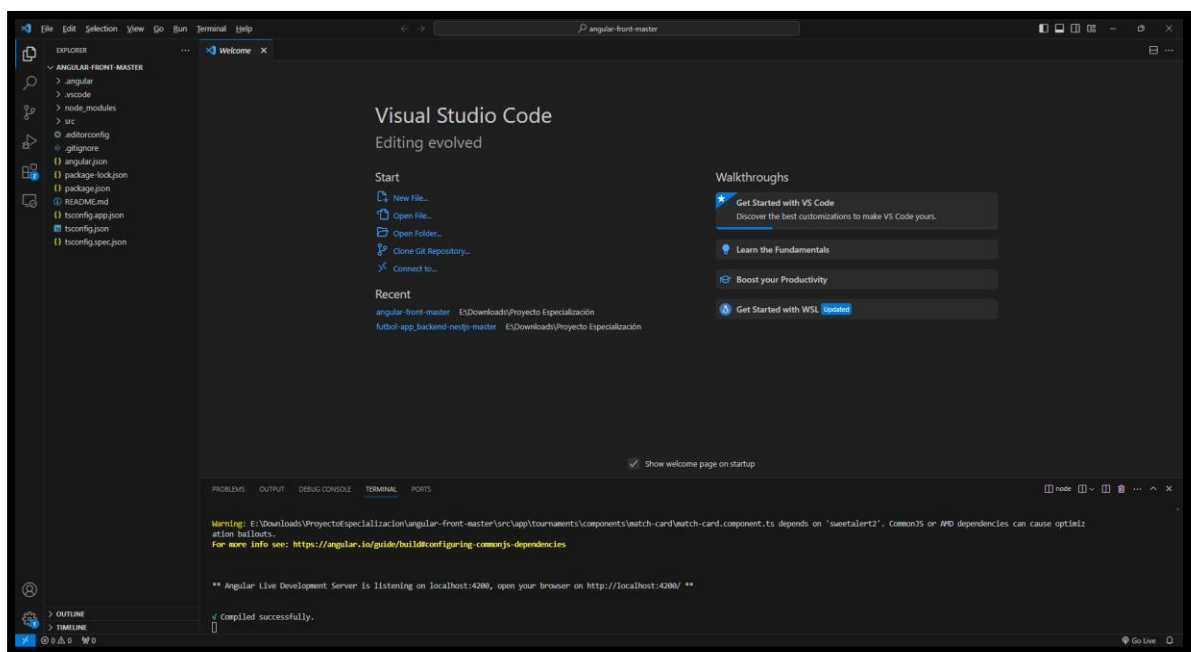 File Edit Selection View Go Run Terminal Help
angular-front-master
EXPLORER
Welcome
ANGULAR-FRONT-MASTER
.angular
.vscode
node_modules
src
.editorconfig
.gitignore
angular.json
package-lock.json
package.json
README.md
tsconfig.app.json
tsconfig.json
tsconfig.spec.json
OUTLINE
TIMELINE
Visual Studio Code
Editing evolved
Start
New File...
Open File...
Open Folder...
Clone Git Repository...
Connect to...
Recent
angular-front-master E:\Downloads\Proyecto Especialización
futbol-app_backend-nestjs-master E:\Downloads\Proyecto Especialización
Walkthroughs
Get Started with VS Code
Discover the best customizations to make VS Code yours.
Learn the Fundamentals
Boost your Productivity
Get Started with WSL Updated
Show welcome page on startup
PROBLEMS OUTPUT DEBUG CONSOLE TERMINAL PORTS
node
Warning: E:\Downloads\ProyectoEspecializacion\angular-front-master\src\app\tournaments\components\match-card\match-card.component.ts depends on 'sweetalert2'. CommonJS or AMD dependencies can cause optimiz
ation bailouts.
For more info see: https://angular.io/guide/build#configuring-commonjs-dependencies
** Angular Live Development Server is listening on localhost:4200, open your browser on http://localhost:4200/ **
√ Compiled successfully.
0 0 0
Go Live